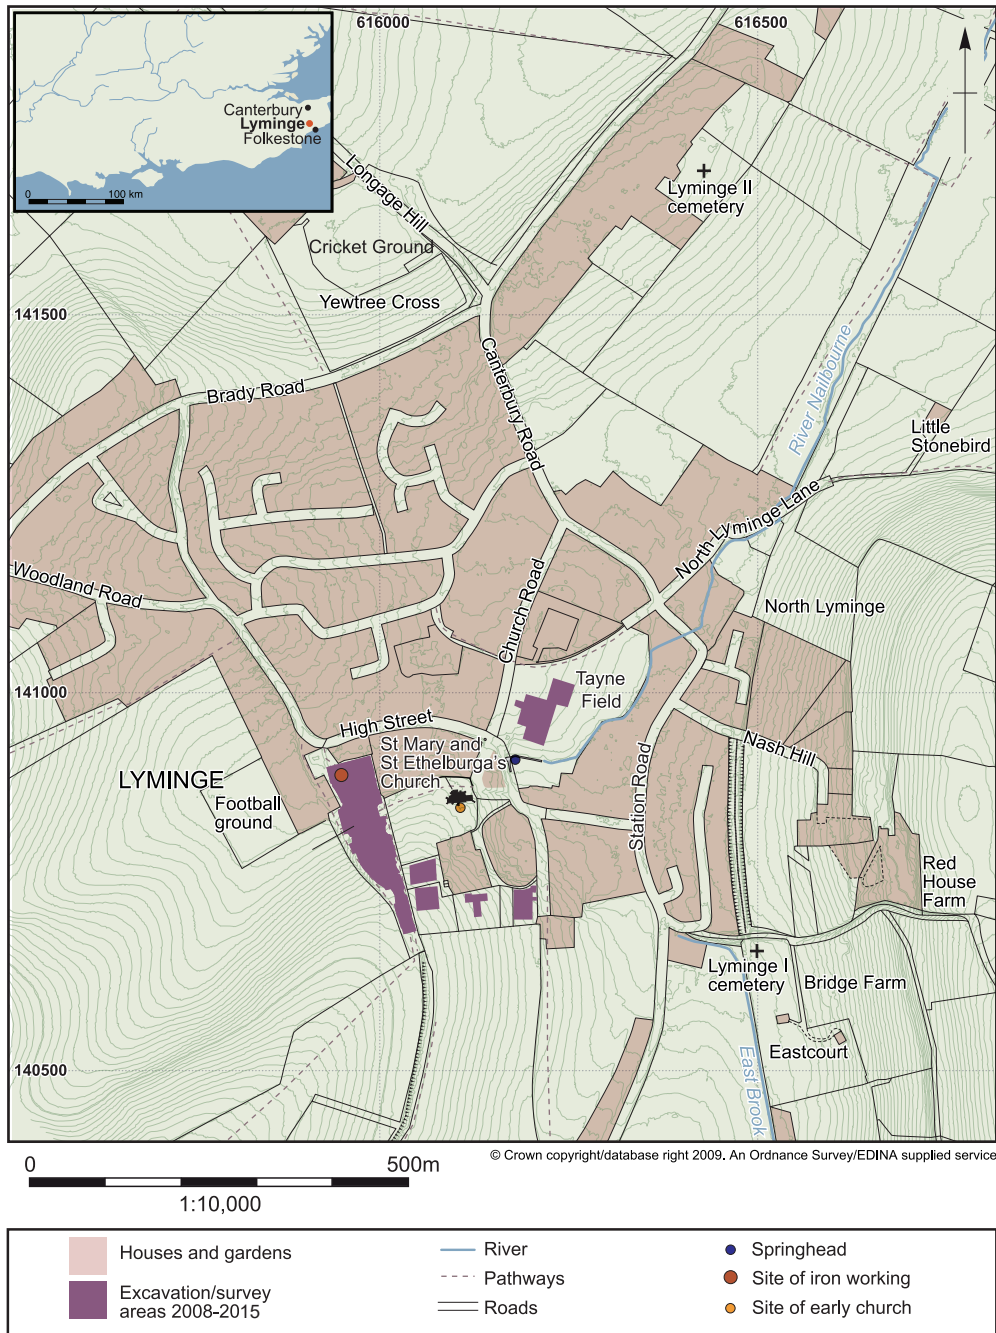 616000
616500
Canterbury
Lyminge
Folkestone
0
100 km
Longage Hill
Lyminge II
cemetery
Cricket Ground
Yewtree Cross
141500
Canterbury Road
River Nailbourne
Brady Road
Little
Stonebird
North Lyminge Lane
Woodland Road
North Lyminge
Church Road
Tayne
Field
141000
High Street
St Mary and
St Ethelburga's
Church
Nash Hill
LYMINGE
Football
ground
Station Road
Red
House
Farm
Lyminge I
cemetery
Bridge Farm
Eastcourt
East Brook
140500
0
500m
1:10,000
© Crown copyright/database right 2009. An Ordnance Survey/EDINA supplied service
Houses and gardens
Excavation/survey
areas 2008-2015
River
Pathways
Roads
Springhead
Site of iron working
Site of early church